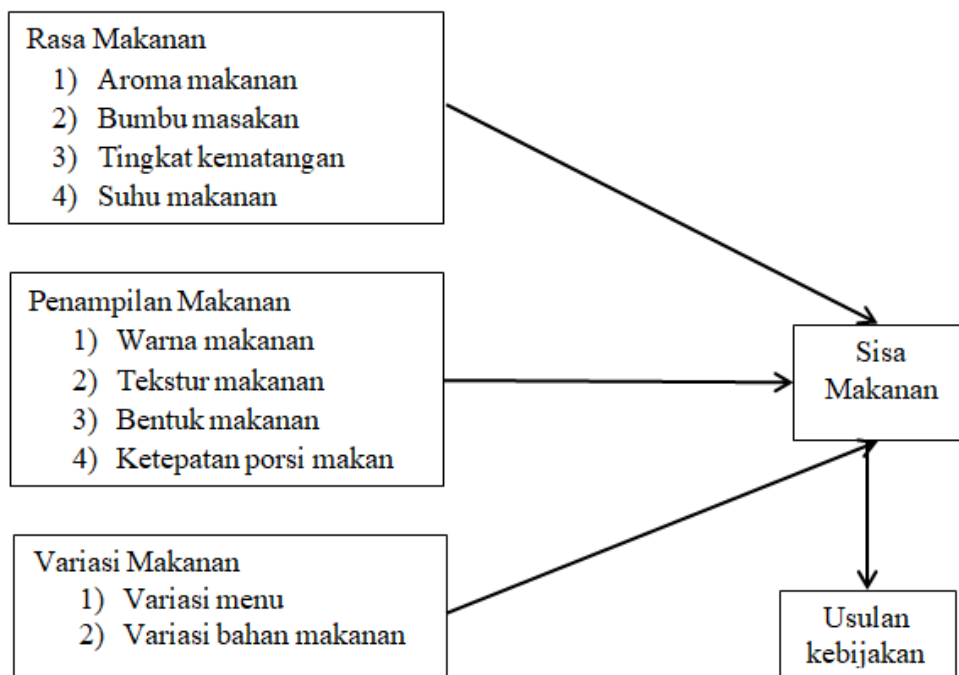 Rasa Makanan
1) Aroma makanan
2) Bumbu masakan
3) Tingkat kematangan
4) Suhu makanan
Penampilan Makanan
1) Warna makanan
2) Tekstur makanan
3) Bentuk makanan
4) Ketepatan porsi makan
Variasi Makanan
1) Variasi menu
2) Variasi bahan makanan
Sisa
Makanan
Usulan
kebijakan